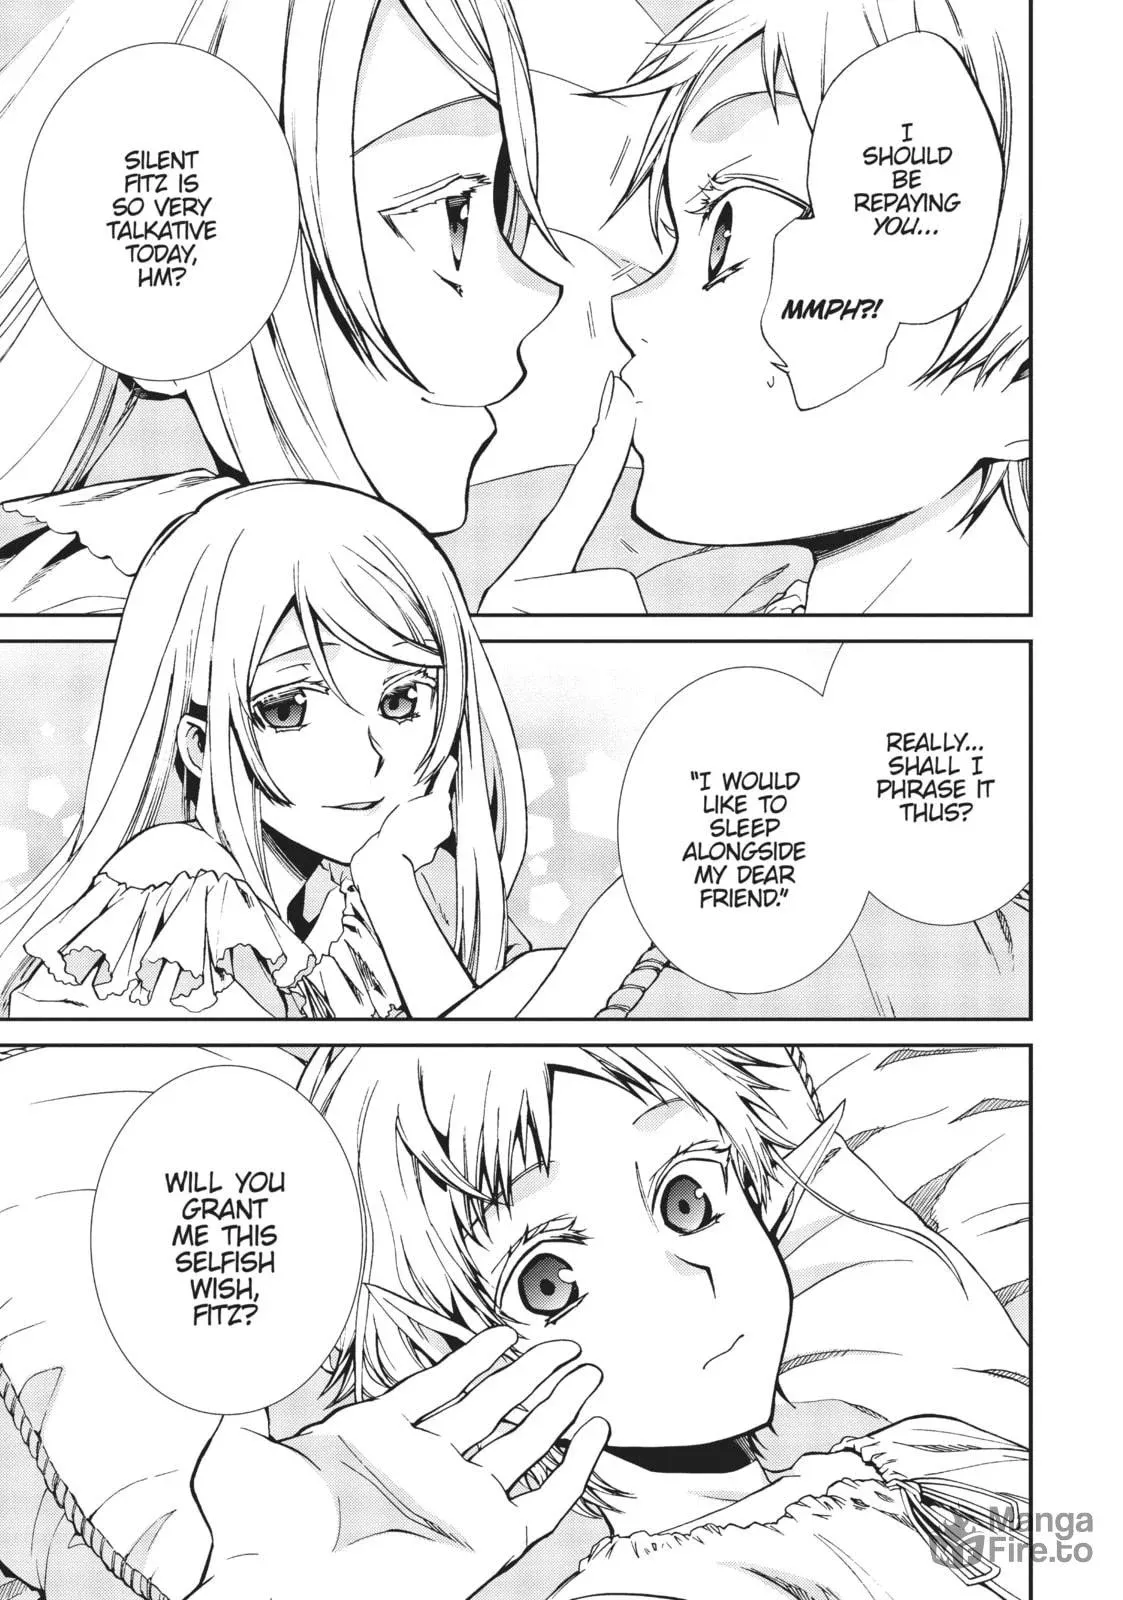 I
SHOULD
BE
REPAYING
YOU...
MMPH?!
SILENT
FITZ IS
SO VERY
TALKATIVE
TODAY,
HM?
REALLY...
SHALL I
PHRASE IT
THUS?
"I WOULD
LIKE TO
SLEEP
ALONGSIDE
MY DEAR
FRIEND."
WILL YOU
GRANT
ME THIS
SELFISH
WISH,
FITZ?
Manga
Fire.to